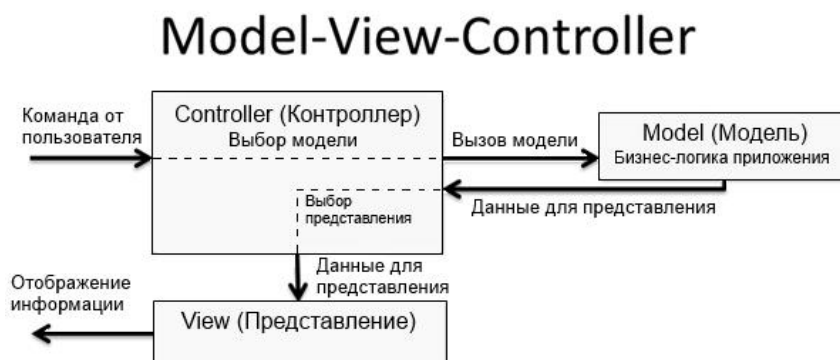 Model-View-Controller
Команда от
пользователя
Controller (Контроллер)
Выбор модели
Вызов модели
Model (Модель)
Бизнес-логика приложения
Выбор
представления
Данные для представления
Данные для
представления
Отображение
информации
View (Представление)